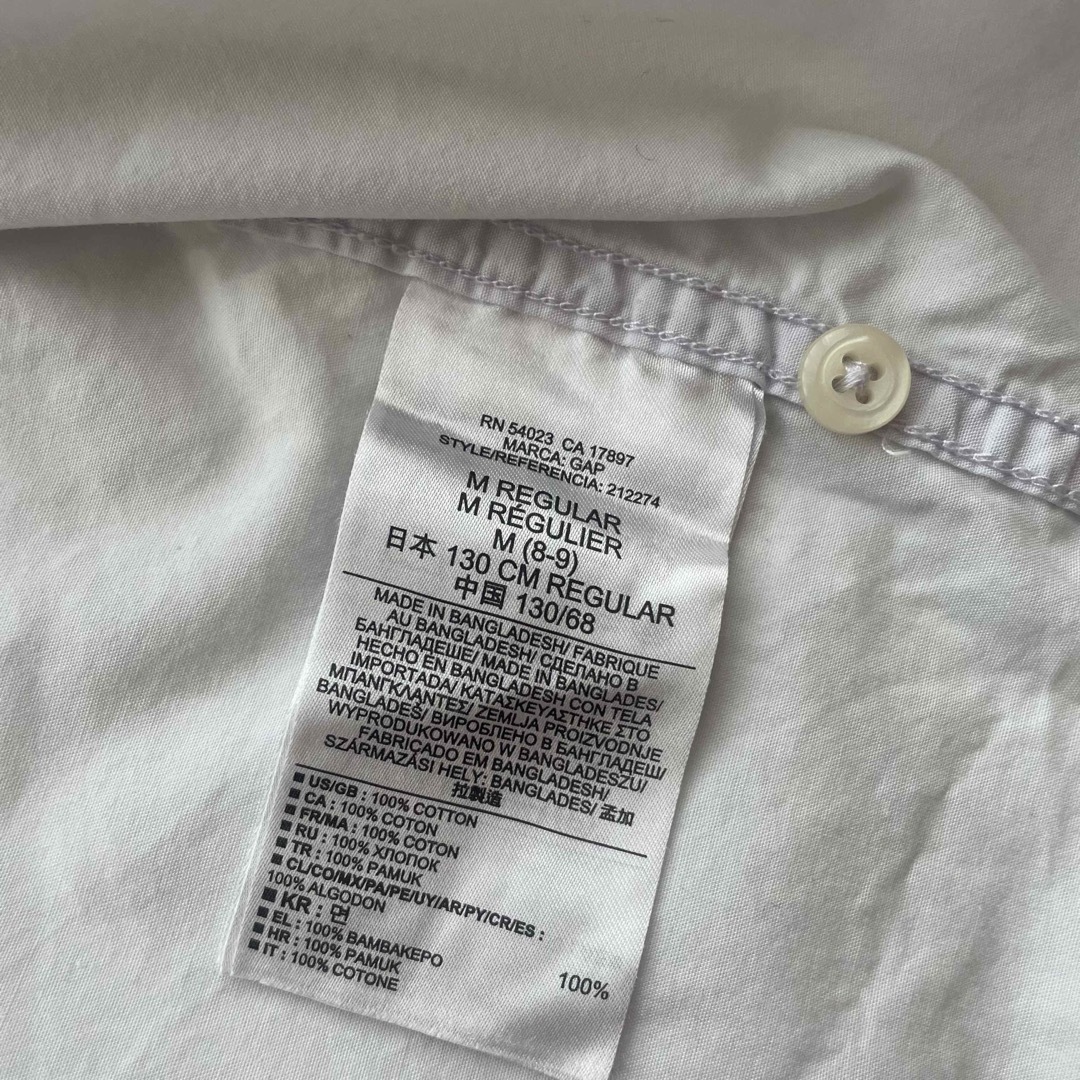 RN 54023 CA 17897
MARCA: GAP
STYLE/REFERENCIA: 212274
M REGULAR
M RÉGULIER
M (8-9)
日本 130 CM REGULAR
中国 130/68
MADE IN BANGLADESH/ FABRIQUE
AU BANGLADESH/ СДЕЛАНО В
БАНГЛАДЕШЕ/ MADE IN BANGLADES/
HECHO EN BANGLADESH CON TELA
IMPORTADA/ ΚΑΤΑΣΚΕΥΑΣΤΗΚΕ ΣΤΟ
ΜΠΑΝΓΚΛΑΝΤΕΣ/ ZEMLJA PROIZVODNJE
BANGLADEŠ/ ВИРОБЛЕНО В БАНГЛАДЕШ/
WYPRODUKOWANO W BANGLADESZU/
FABRICADO EM BANGLADESH/
SZÁRMAZÁSI HELY: BANGLADES/ 孟加
拉製造
■ US/GB : 100% COTTON
■ CA : 100% COTON
■ FR/MA : 100% COTON
■ RU : 100% ХЛОПОК
■ TR : 100% PAMUK
■ CL/CO/MX/PA/PE/UY/AR/PY/CR/ES :
100% ALGODON
■ KR : 면 100%
■ EL : 100% ΒΑΜΒΑΚΕΡΟ
■ HR : 100% PAMUK
■ IT : 100% COTONE